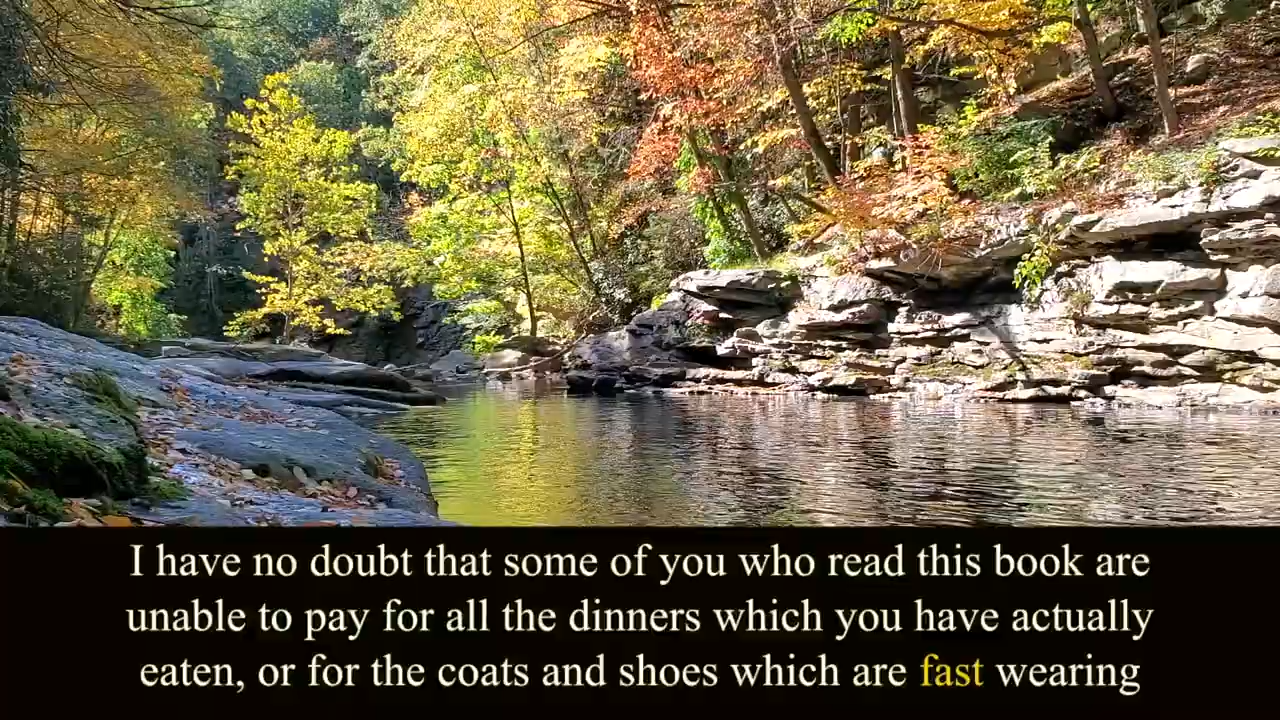 I have no doubt that some of you who read this book are
unable to pay for all the dinners which you have actually
eaten, or for the coats and shoes which are fast wearing